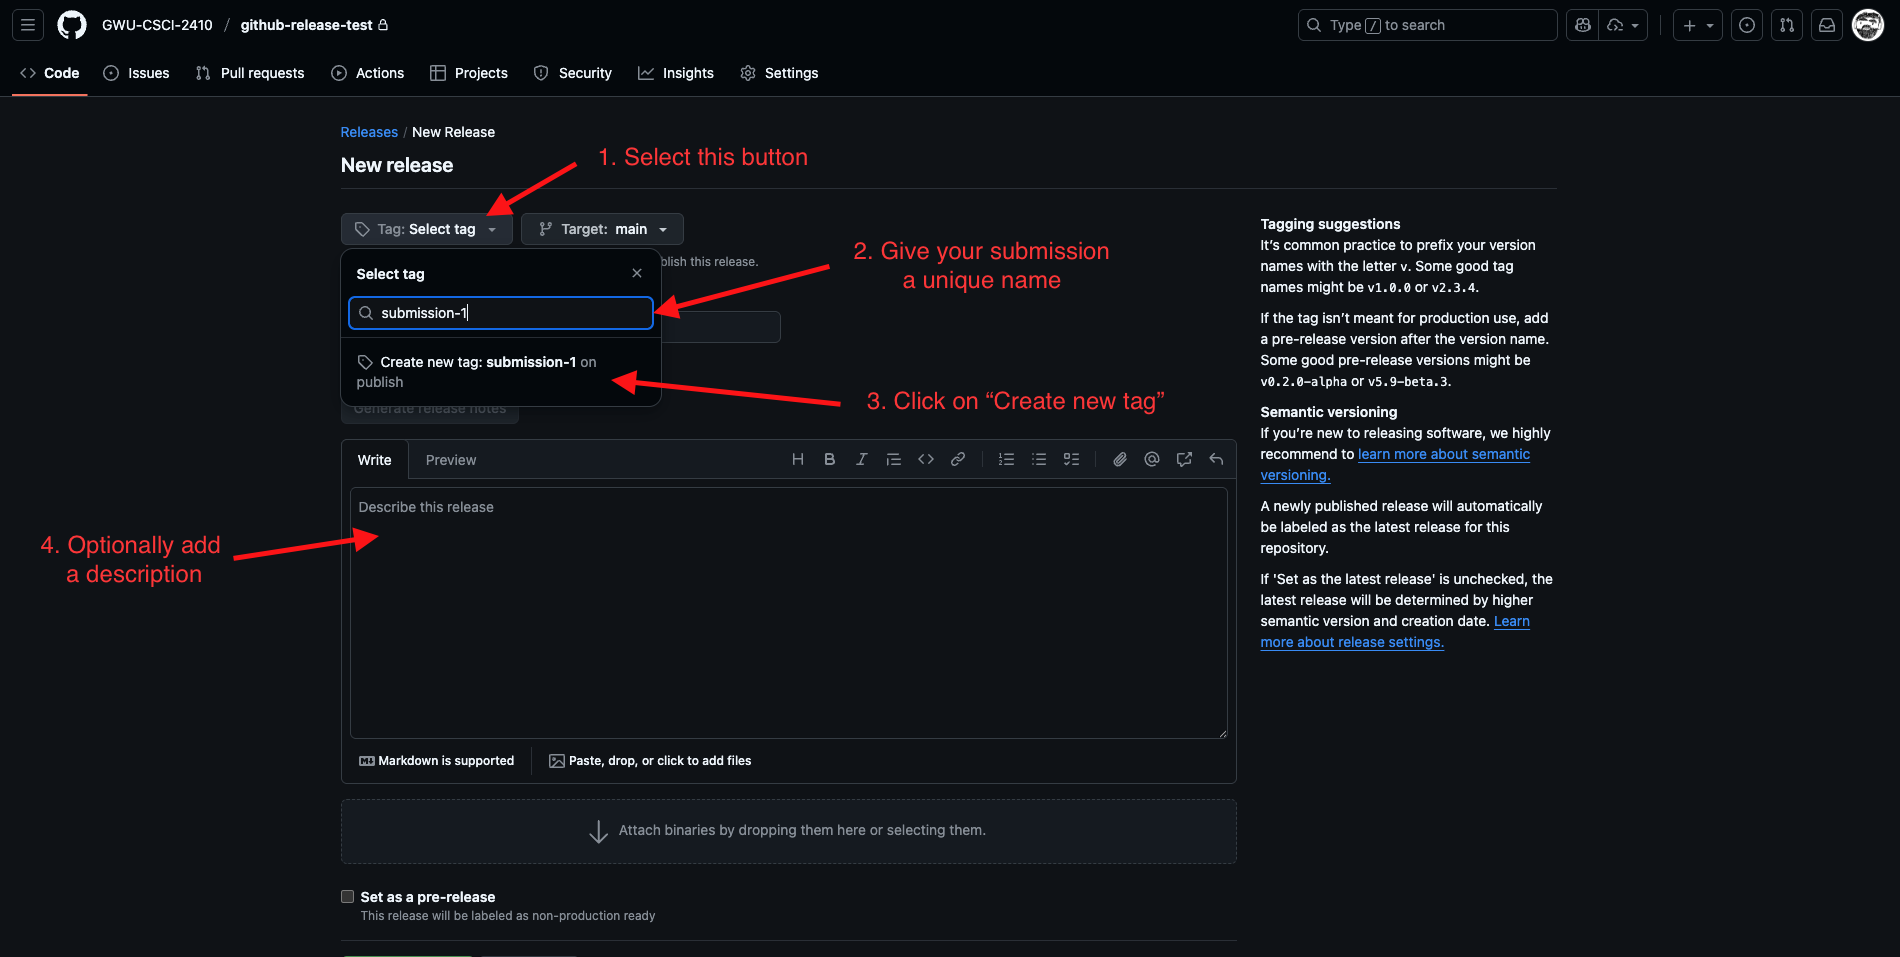 GWU-CSCI-2410 / github-release-test
Type / to search
Code
Issues
Pull requests
Actions
Projects
Security
Insights
Settings
Releases / New Release
New release
1. Select this button
Tag: Select tag
Target: main
blish this release.
Select tag
submission-1
2. Give your submission
a unique name
Create new tag: submission-1 on
publish
3. Click on “Create new tag”
Generate release notes
Write
Preview
H B I
Describe this release
4. Optionally add
a description
Markdown is supported
Paste, drop, or click to add files
Attach binaries by dropping them here or selecting them.
Set as a pre-release
This release will be labeled as non-production ready
Tagging suggestions
It’s common practice to prefix your version
names with the letter v. Some good tag
names might be v1.0.0 or v2.3.4.
If the tag isn’t meant for production use, add
a pre-release version after the version name.
Some good pre-release versions might be
v0.2.0-alpha or v5.9-beta.3.
Semantic versioning
If you’re new to releasing software, we highly
recommend to learn more about semantic
versioning.
A newly published release will automatically
be labeled as the latest release for this
repository.
If 'Set as the latest release' is unchecked, the
latest release will be determined by higher
semantic version and creation date. Learn
more about release settings.